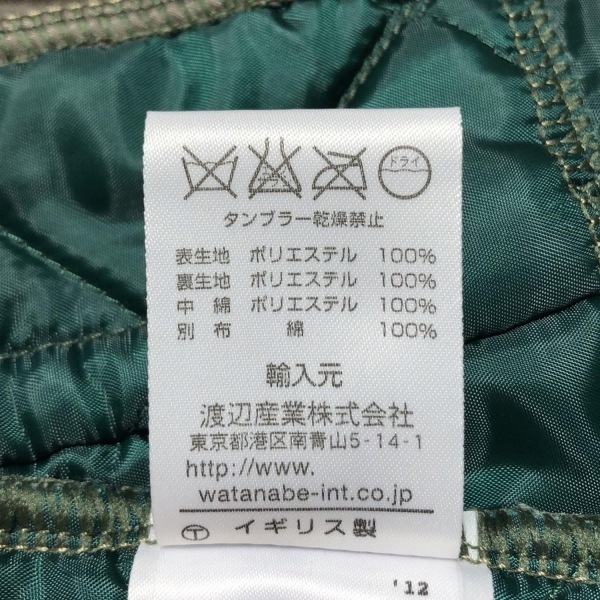 ドライ
タンブラー乾燥禁止
表生地 ポリエステル 100%
裏生地 ポリエステル 100%
中綿 ポリエステル 100%
別布 綿 100%
輸入元
渡辺産業株式会社
東京都港区南青山5-14-1
http://www.
watanabe-int.co.jp
Ⓣ イギリス製
'12